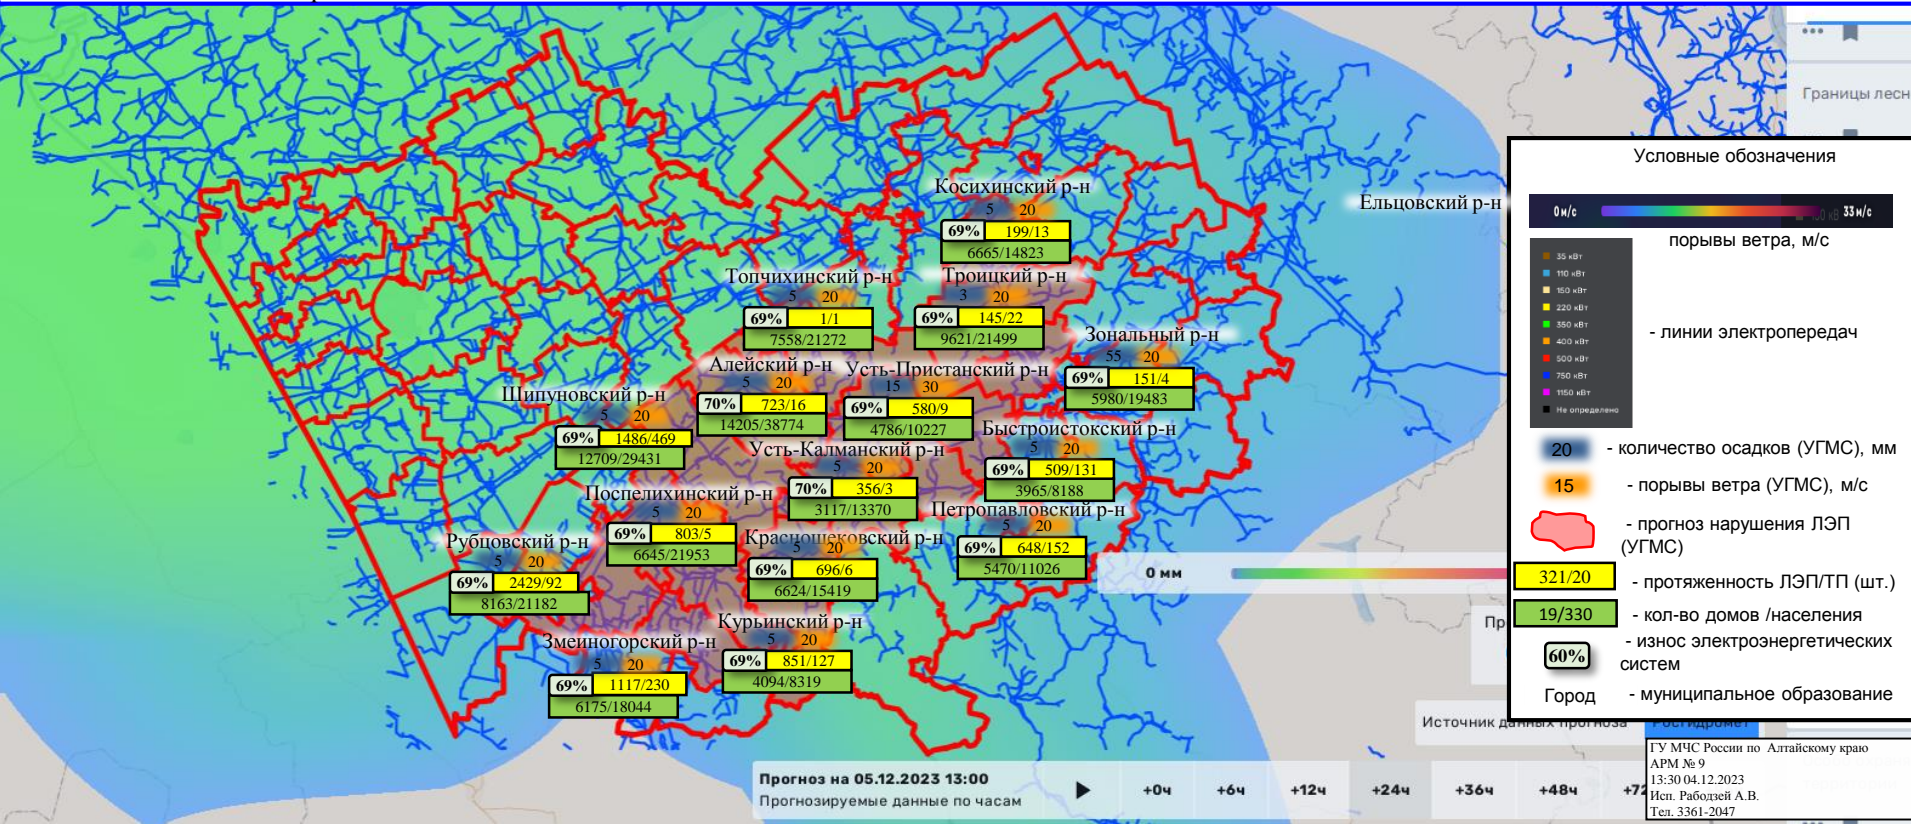 Границы лесн
Условные обозначения
0 м/с
33 м/с
порывы ветра, м/с
35 кВт
110 кВт
150 кВт
220 кВт
350 кВт
400 кВт
500 кВт
750 кВт
1150 кВт
Не определено
- линии электропередач
20 - количество осадков (УГМС), мм
15 - порывы ветра (УГМС), м/с
- прогноз нарушения ЛЭП
(УГМС)
321/20 - протяженность ЛЭП/ТП (шт.)
19/330 - кол-во домов /населения
60% - износ электроэнергетических
систем
Город - муниципальное образование
Ельцовский р-н
Косихинский р-н
5 20
69% 199/13
6665/14823
Топчихинский р-н
5 20
69% 1/1
7558/21272
Троицкий р-н
3 20
69% 145/22
9621/21499
Зональный р-н
55 20
69% 151/4
5980/19483
Алейский р-н
5 20
70% 723/16
14205/38774
Усть-Пристанский р-н
15 30
69% 580/9
4786/10227
Шипуновский р-н
5 20
69% 1486/469
12709/29431
Быстроистокский р-н
5 20
69% 509/131
3965/8188
Усть-Калманский р-н
5 20
70% 356/3
3117/13370
Поспелихинский р-н
5 20
69% 803/5
6645/21953
Петропавловский р-н
5 20
69% 648/152
5470/11026
Краснощековский р-н
5 20
69% 696/6
6624/15419
Рубцовский р-н
5 20
69% 2429/92
8163/21182
Курьинский р-н
5 20
69% 851/127
4094/8319
Змеиногорский р-н
5 20
69% 1117/230
6175/18044
0 мм
Пр
Источник данных прогноза
Росгидромет
Прогноз на 05.12.2023 13:00
Прогнозируемые данные по часам
+0ч +6ч +12ч +24ч +36ч +48ч +72
ГУ МЧС России по Алтайскому краю
АРМ № 9
13:30 04.12.2023
Исп. Рабодзей А.В.
Тел. 3361-2047